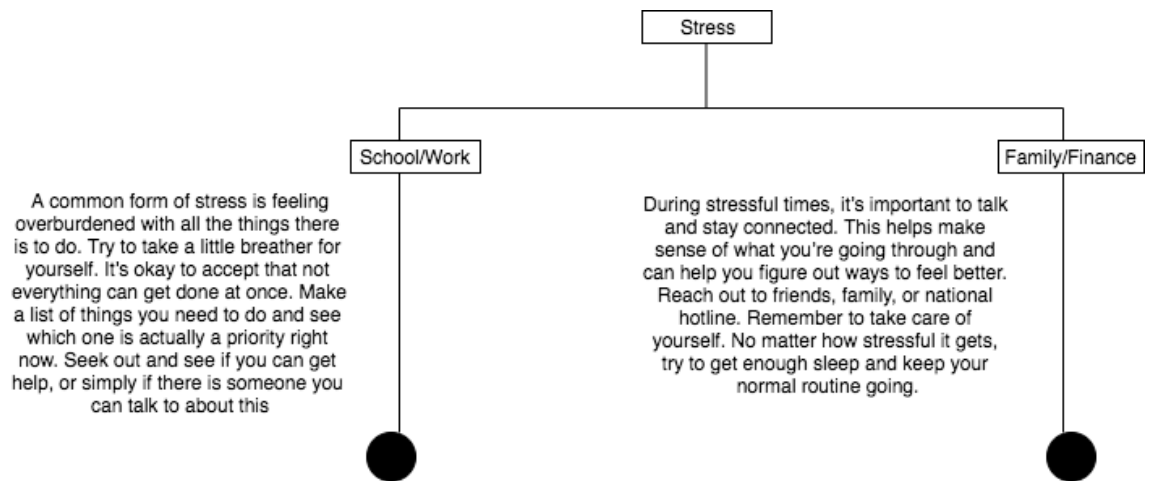 Stress
School/Work
Family/Finance
A common form of stress is feeling
overburdened with all the things there
is to do. Try to take a little breather for
yourself. It's okay to accept that not
everything can get done at once. Make
a list of things you need to do and see
which one is actually a priority right
now. Seek out and see if you can get
help, or simply if there is someone you
can talk to about this
During stressful times, it's important to talk
and stay connected. This helps make
sense of what you're going through and
can help you figure out ways to feel better.
Reach out to friends, family, or national
hotline. Remember to take care of
yourself. No matter how stressful it gets,
try to get enough sleep and keep your
normal routine going.